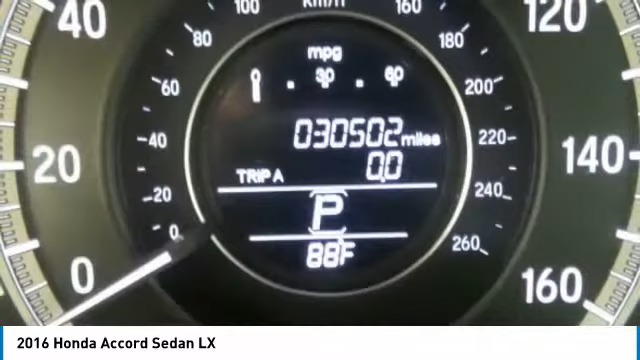 100 km/h 160
40 120
80 mpg 180
60 0 . 30 . 60 200
030502 miles
40 220
20 140
TRIP A 0.0
20 P 240
0 260
88F
0 160
2016 Honda Accord Sedan LX